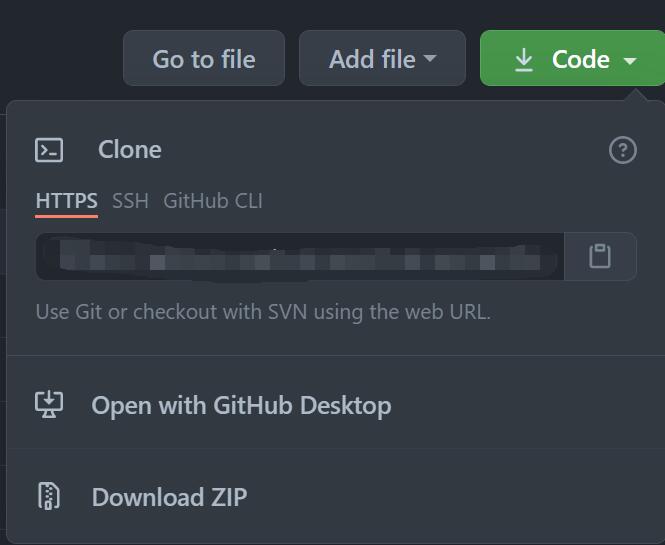 Go to file
Add file
Code
Clone
HTTPS SSH GitHub CLI
Use Git or checkout with SVN using the web URL.
Open with GitHub Desktop
Download ZIP